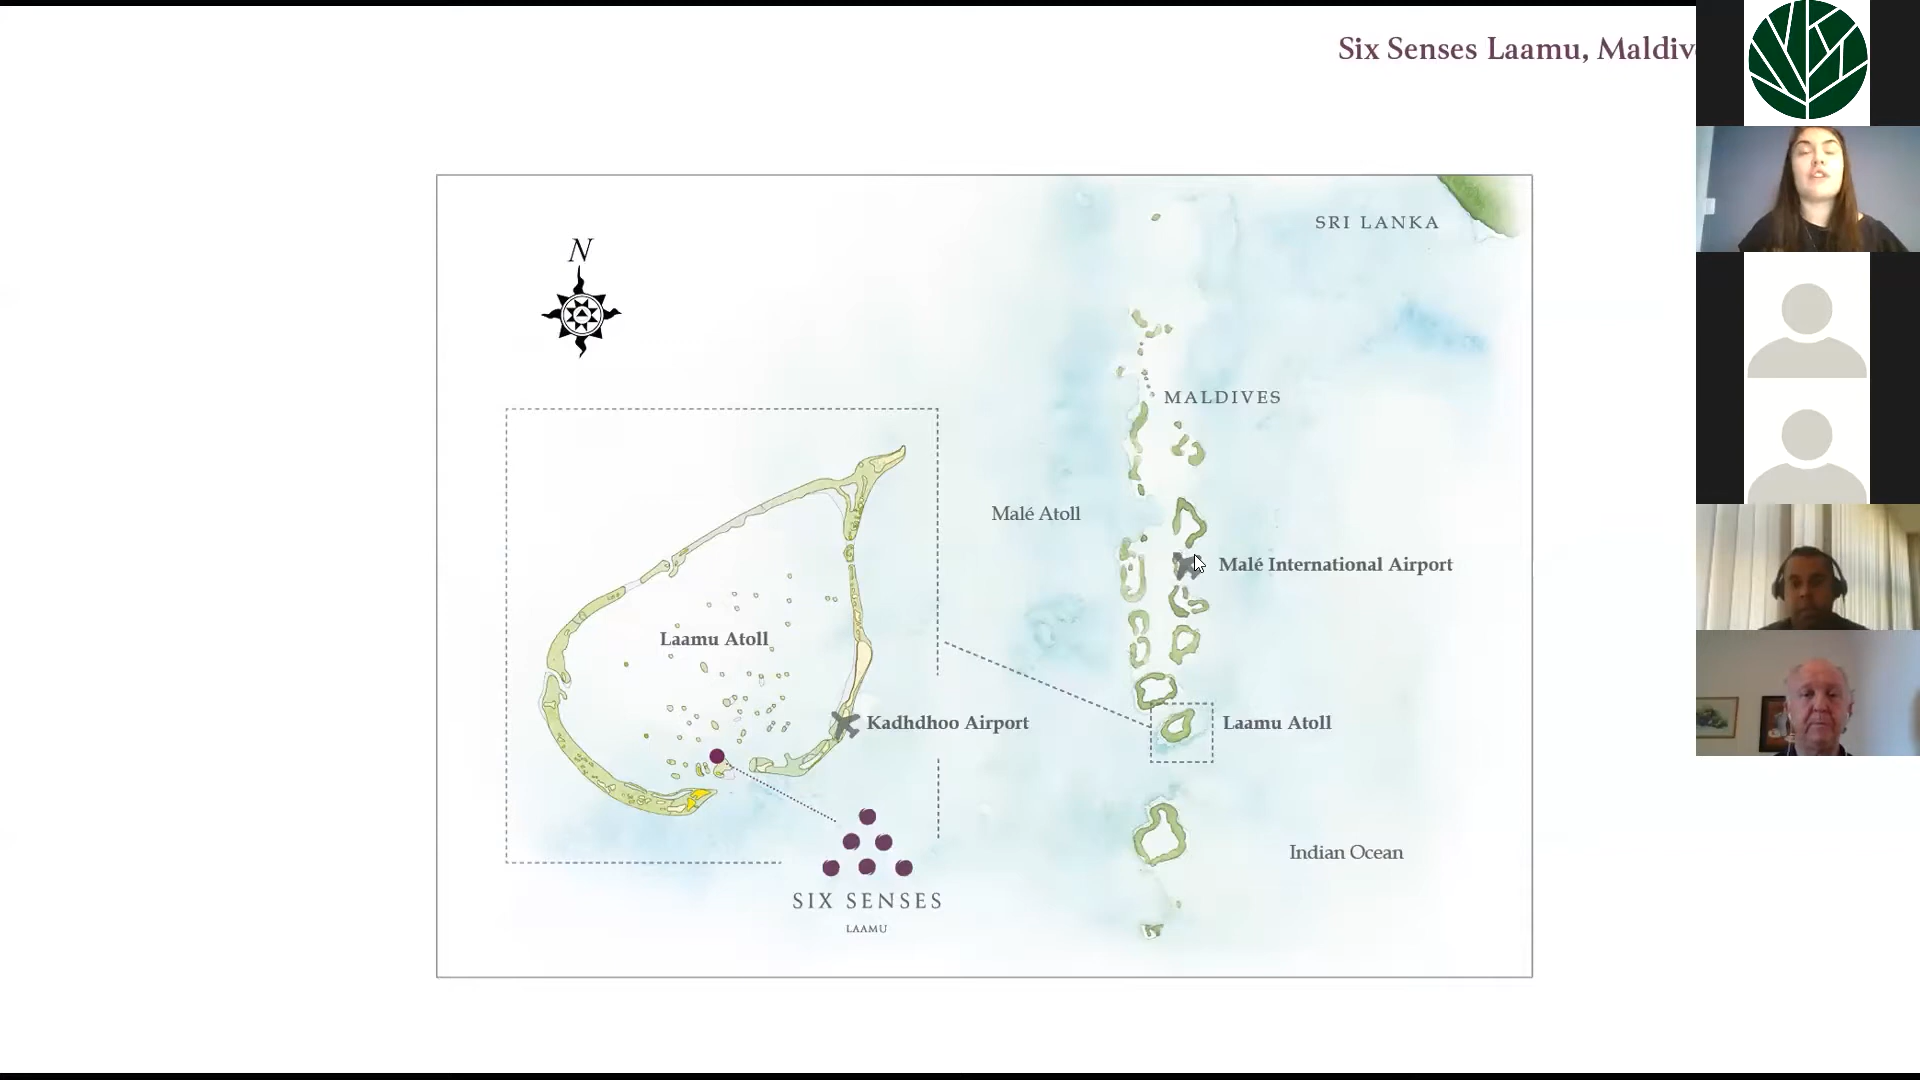 Six Senses Laamu, Maldiv
SRI LANKA
N
MALDIVES
Malé Atoll
Malé International Airport
Laamu Atoll
Kadhdhoo Airport
Laamu Atoll
Indian Ocean
SIX SENSES
LAAMU